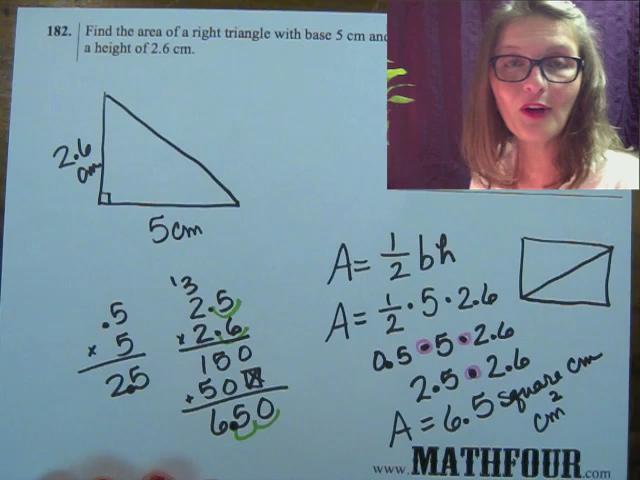 182. Find the area of a right triangle with base 5 cm and
a height of 2.6 cm.
2.6
cm
5cm
A = 1/2 bh
A = 1/2 · 5 · 2.6
0.5 · 5 · 2.6
2.5 · 2.6
A = 6.5 square cm
cm²
.5
× 5
2.5
13
2.5
× 2.6
150
+ 500
6.50
www.MATHFOUR.com